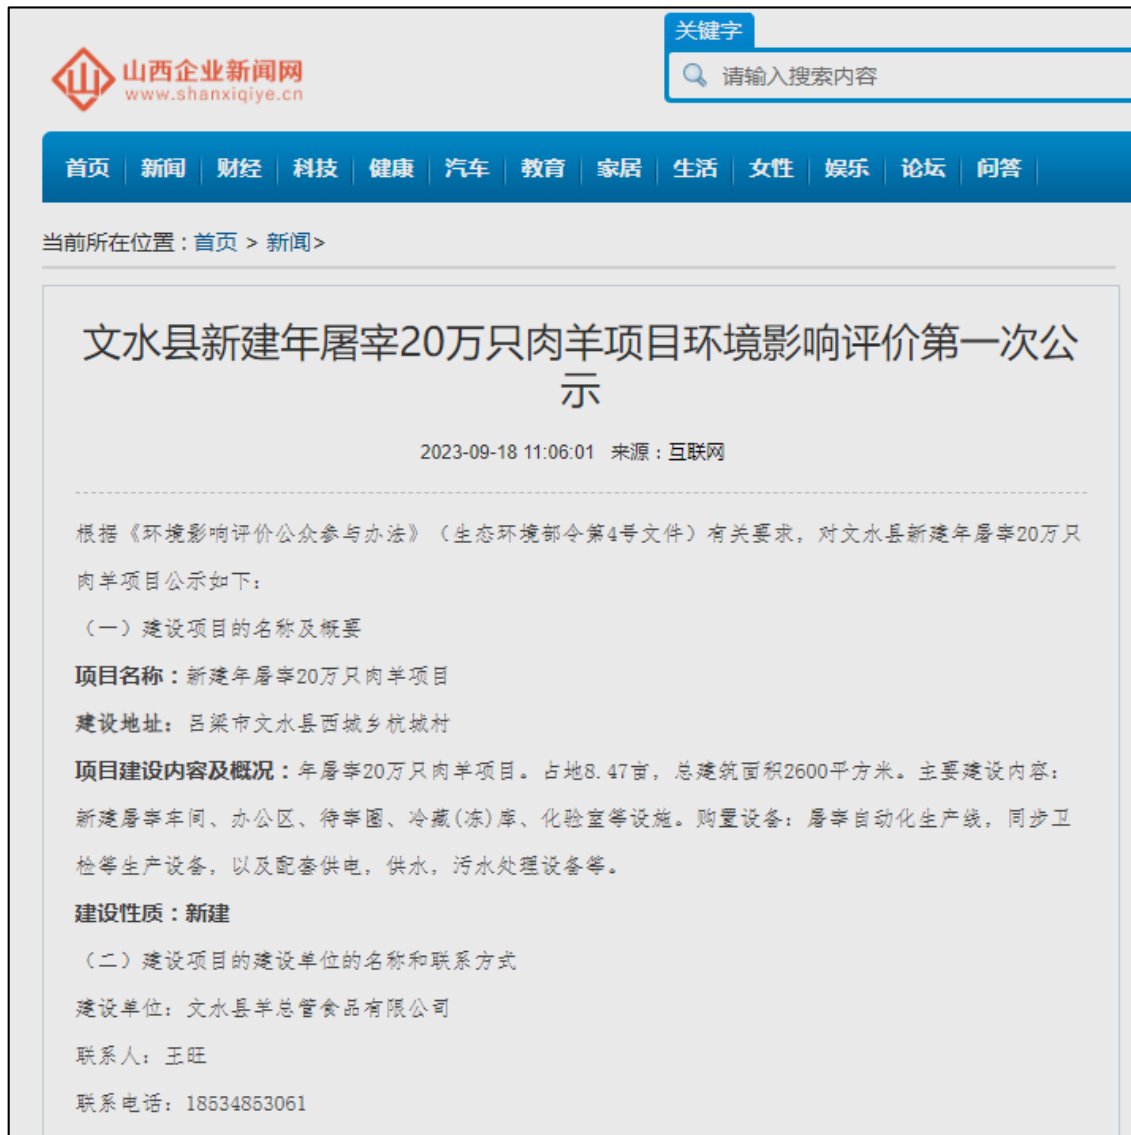 关键字
山西企业新闻网
www.shanxiqiye.cn
请输入搜索内容
首页 新闻 财经 科技 健康 汽车 教育 家居 生活 女性 娱乐 论坛 问答
当前所在位置：首页 > 新闻>
文水县新建年屠宰20万只肉羊项目环境影响评价第一次公
示
2023-09-18 11:06:01 来源：互联网
根据《环境影响评价公众参与办法》（生态环境部令第4号文件）有关要求，对文水县新建年屠宰20万只
肉羊项目公示如下：
（一）建设项目的名称及概要
项目名称：新建年屠宰20万只肉羊项目
建设地址：吕梁市文水县西城乡杭城村
项目建设内容及概况：年屠宰20万只肉羊项目。占地8.47亩，总建筑面积2600平方米。主要建设内容：
新建屠宰车间、办公区、待宰圈、冷藏(冻)库、化验室等设施。购置设备：屠宰自动化生产线，同步卫
检等生产设备，以及配套供电，供水，污水处理设备等。
建设性质：新建
（二）建设项目的建设单位的名称和联系方式
建设单位：文水县羊总管食品有限公司
联系人：王旺
联系电话：18534853061